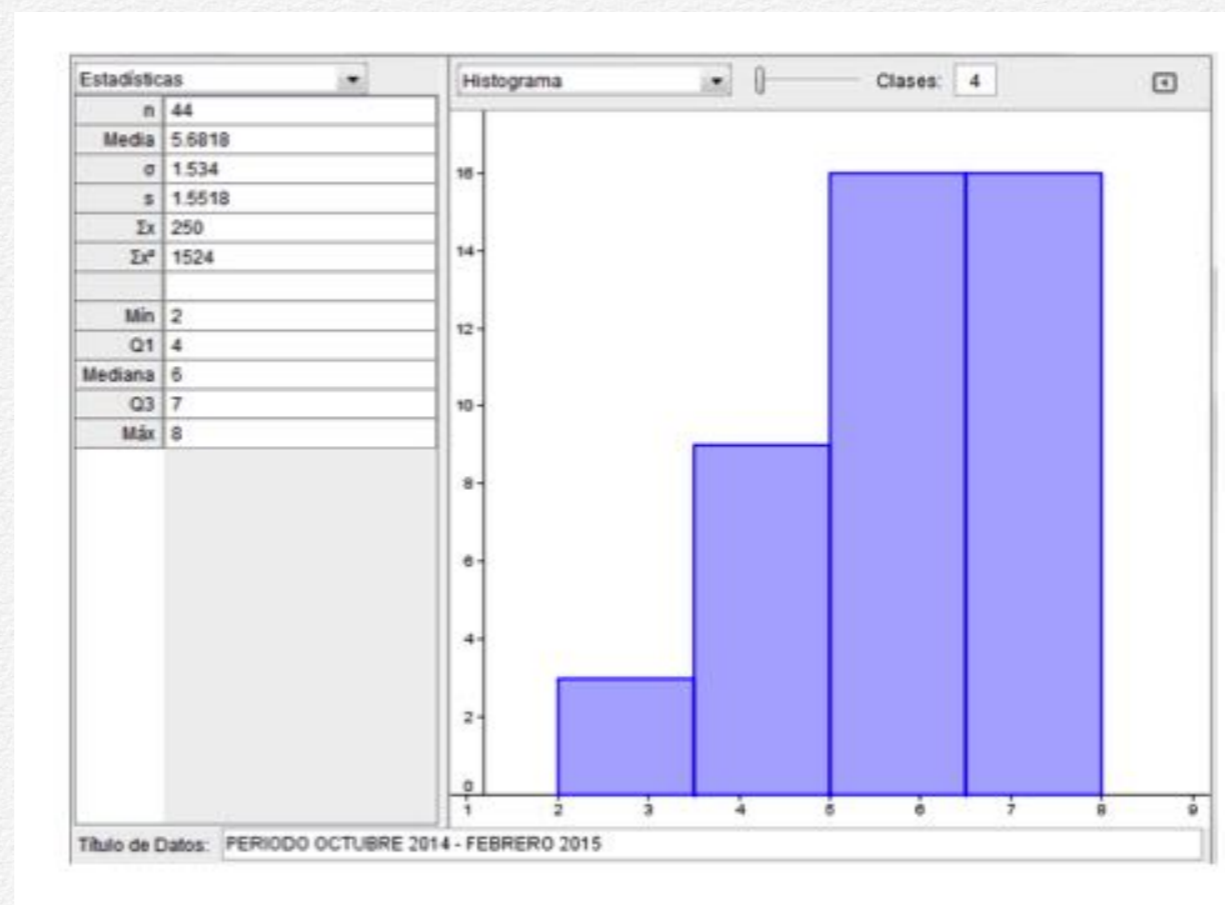 Estadísticas
n 44
Media 5.6818
σ 1.534
s 1.5518
Σx 250
Σx² 1524
Mín 2
Q1 4
Mediana 6
Q3 7
Máx 8
Histograma Clases: 4
16
14
12
10
8
6
4
2
0
1 2 3 4 5 6 7 8 9
Título de Datos: PERIODO OCTUBRE 2014 - FEBRERO 2015